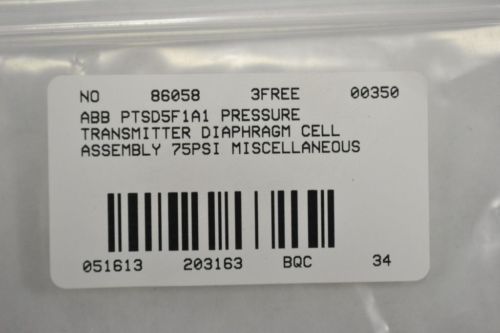 NO 86058 3FREE 00350
ABB PTSD5F1A1 PRESSURE
TRANSMITTER DIAPHRAGM CELL
ASSEMBLY 75PSI MISCELLANEOUS
051613 203163 BQC 34